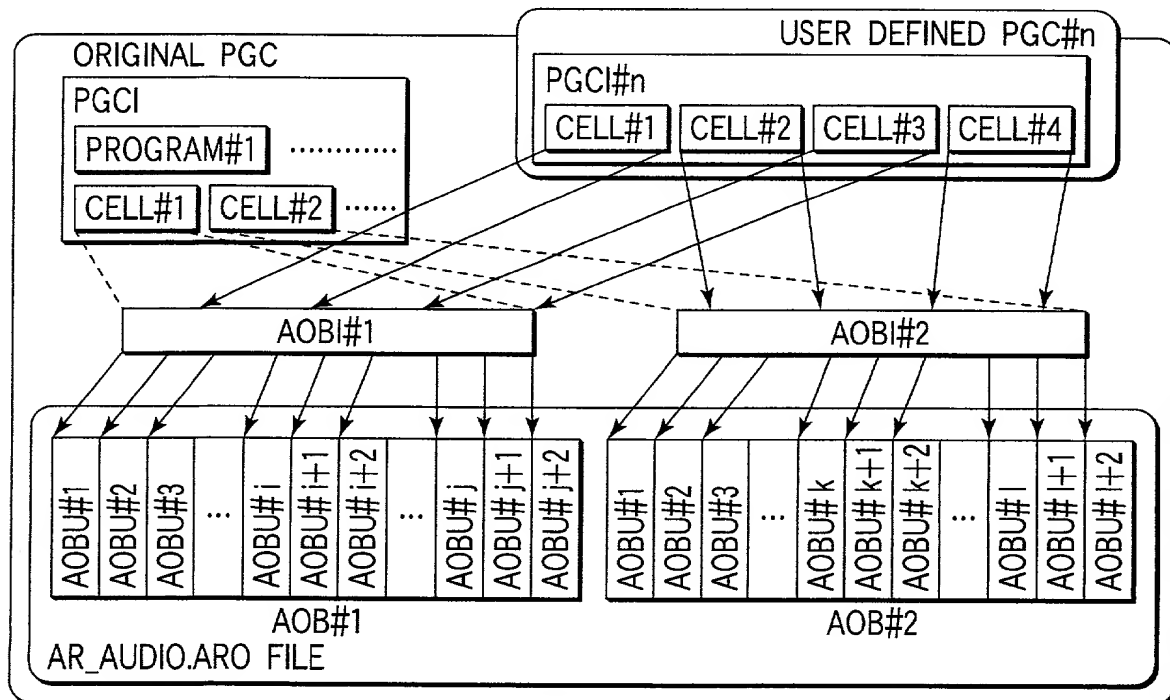 ORIGINAL PGC
USER DEFINED PGC#n
PGCI
PROGRAM#1 ............
CELL#1 CELL#2 ......
PGCI#n
CELL#1 CELL#2 CELL#3 CELL#4
AOBI#1
AOBI#2
AOBU#1
AOBU#2
AOBU#3
...
AOBU#i
AOBU#i+1
AOBU#i+2
...
AOBU#j
AOBU#j+1
AOBU#j+2
AOB#1
AOBU#1
AOBU#2
AOBU#3
...
AOBU#k
AOBU#k+1
AOBU#k+2
...
AOBU#l
AOBU#l+1
AOBU#l+2
AOB#2
AR_AUDIO.ARO FILE